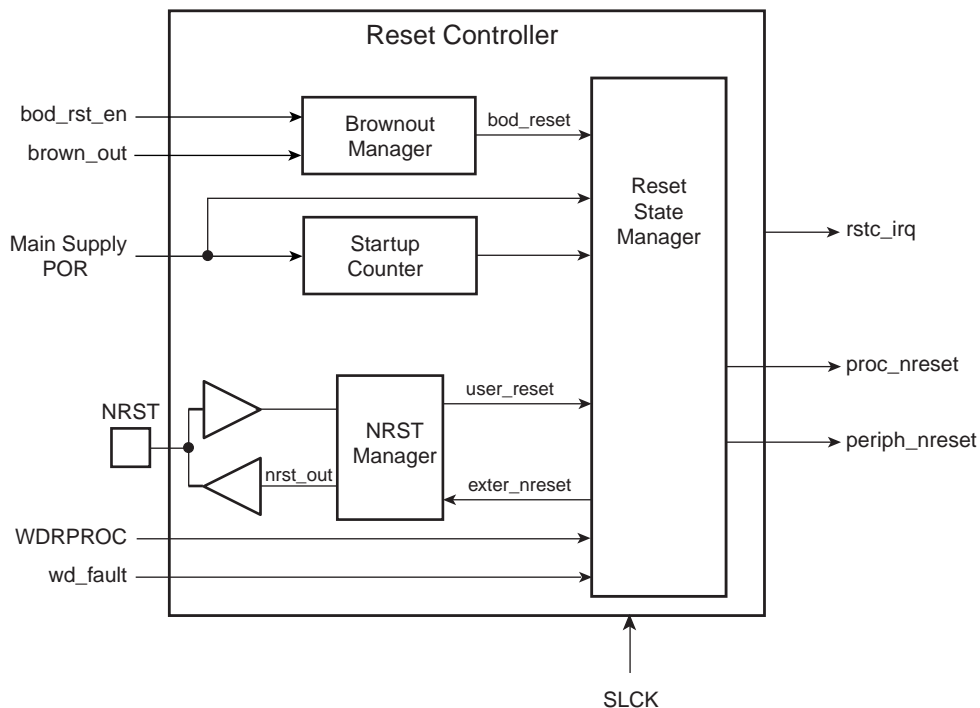 Reset Controller
bod_rst_en
brown_out
Brownout
Manager
bod_reset
Main Supply
POR
Startup
Counter
Reset
State
Manager
rstc_irq
proc_nreset
periph_nreset
NRST
NRST
Manager
user_reset
nrst_out
exter_nreset
WDRPROC
wd_fault
SLCK